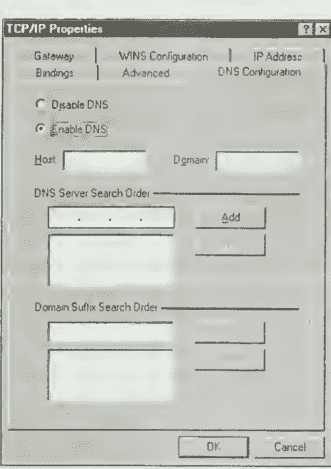 TCP/IP Properties
Gateway WINS Configuration IP Address
Bindings Advanced DNS Configuration
Disable DNS
Enable DNS
Host Domain:
DNS Server Search Order
. . .
Add
Domain Suffix Search Order
OK Cancel